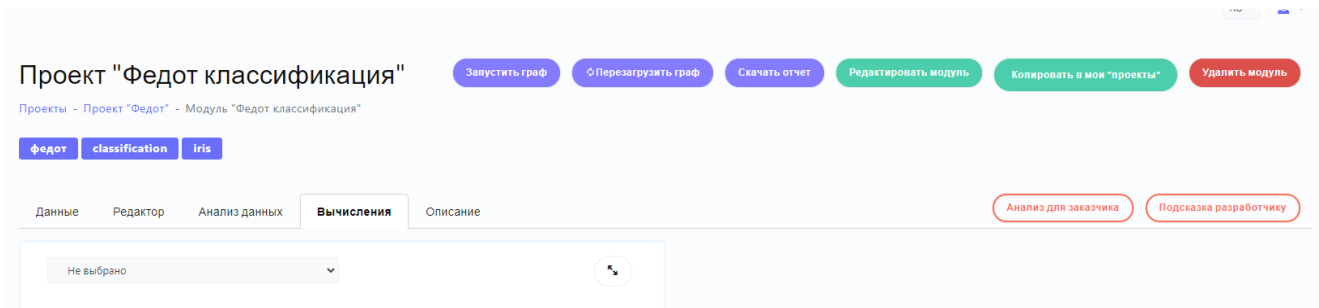 Проект "Федот классификация"
Запустить граф
Перезагрузить граф
Скачать отчет
Редактировать модуль
Копировать в мои "проекты"
Удалить модуль
Проекты - Проект "Федот" - Модуль "Федот классификация"
федот classification iris
Данные Редактор Анализ данных Вычисления Описание
Анализ для заказчика
Подсказка разработчику
Не выбрано